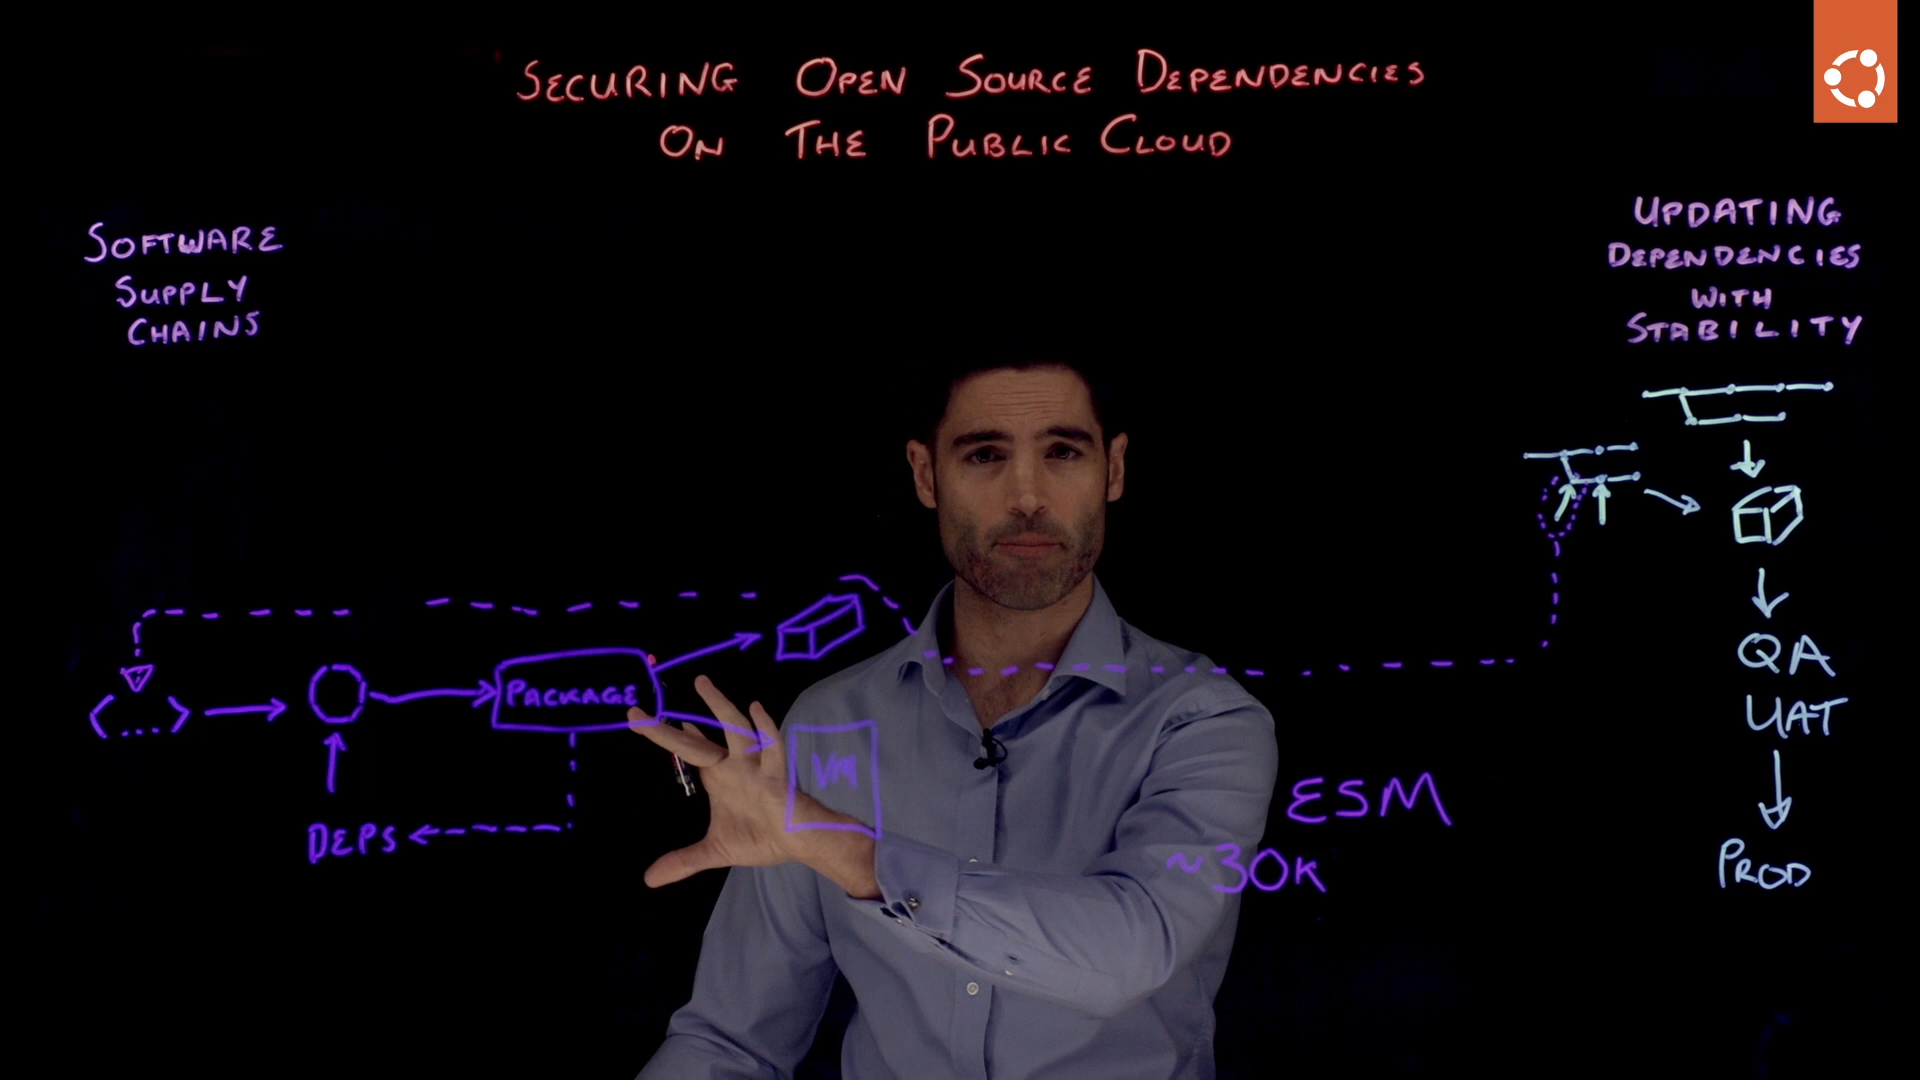 SECURING OPEN SOURCE DEPENDENCIES
ON THE PUBLIC CLOUD
SOFTWARE
SUPPLY
CHAINS
UPDATING
DEPENDENCIES
WITH
STABILITY
<...>
PACKAGE
VM
DEPS
ESM
~30K
QA
UAT
PROD